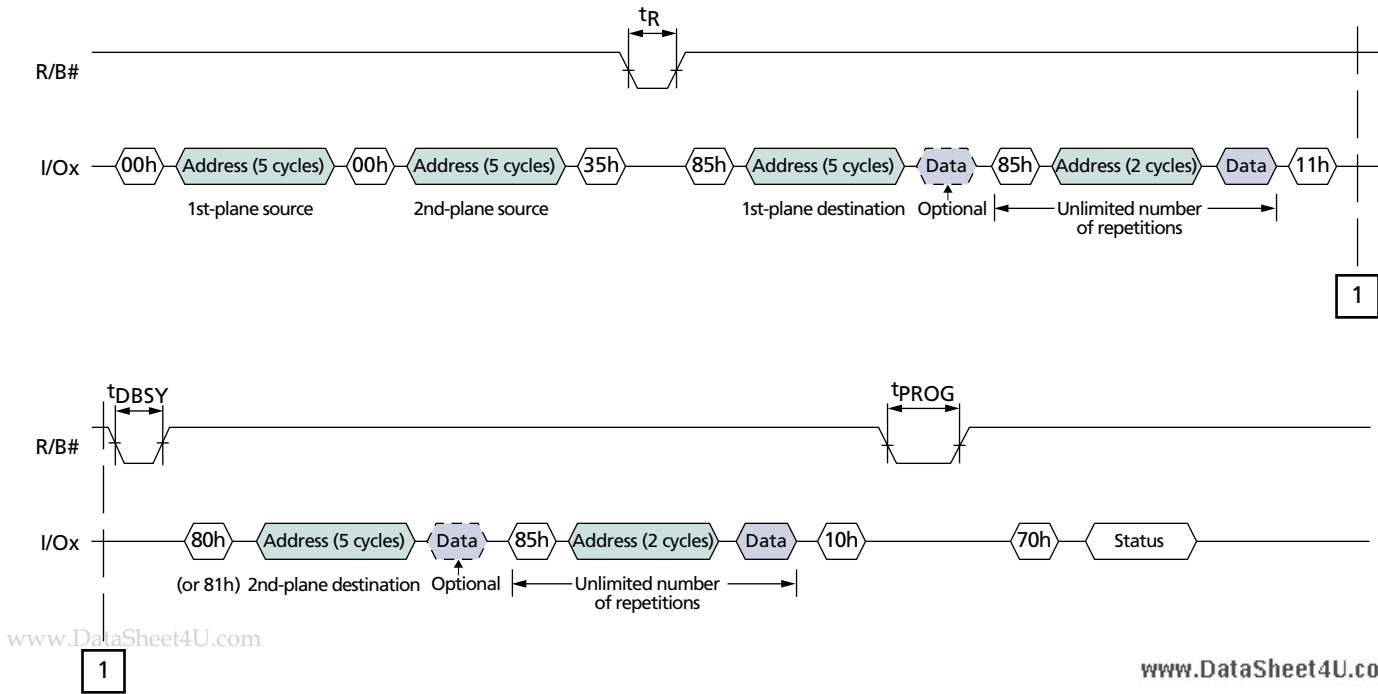 tR
R/B#
I/Ox 00h Address (5 cycles) 00h Address (5 cycles) 35h 85h Address (5 cycles) Data 85h Address (2 cycles) Data 11h
1st-plane source 2nd-plane source 1st-plane destination Optional Unlimited number
of repetitions
1
tDBSY tPROG
R/B#
I/Ox 80h Address (5 cycles) Data 85h Address (2 cycles) Data 10h 70h Status
(or 81h) 2nd-plane destination Optional Unlimited number
of repetitions
www.DataSheet4U.com
1
www.DataSheet4U.co